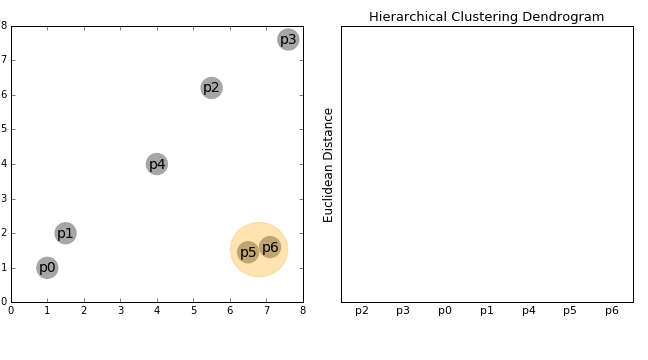 Hierarchical Clustering Dendrogram
8
7
6
5
4
3
2
1
0
p3
p2
p4
p1
p6
p5
p0
0 1 2 3 4 5 6 7 8
Euclidean Distance
p2 p3 p0 p1 p4 p5 p6